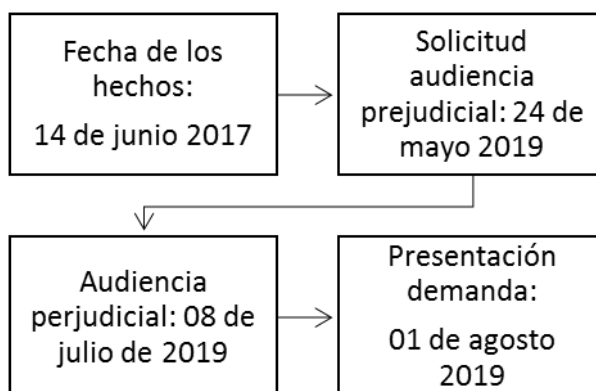 Fecha de los
hechos:
14 de junio 2017
Solicitud
audiencia
prejudicial: 24 de
mayo 2019
Audiencia
perjudicial: 08 de
julio de 2019
Presentación
demanda:
01 de agosto
2019